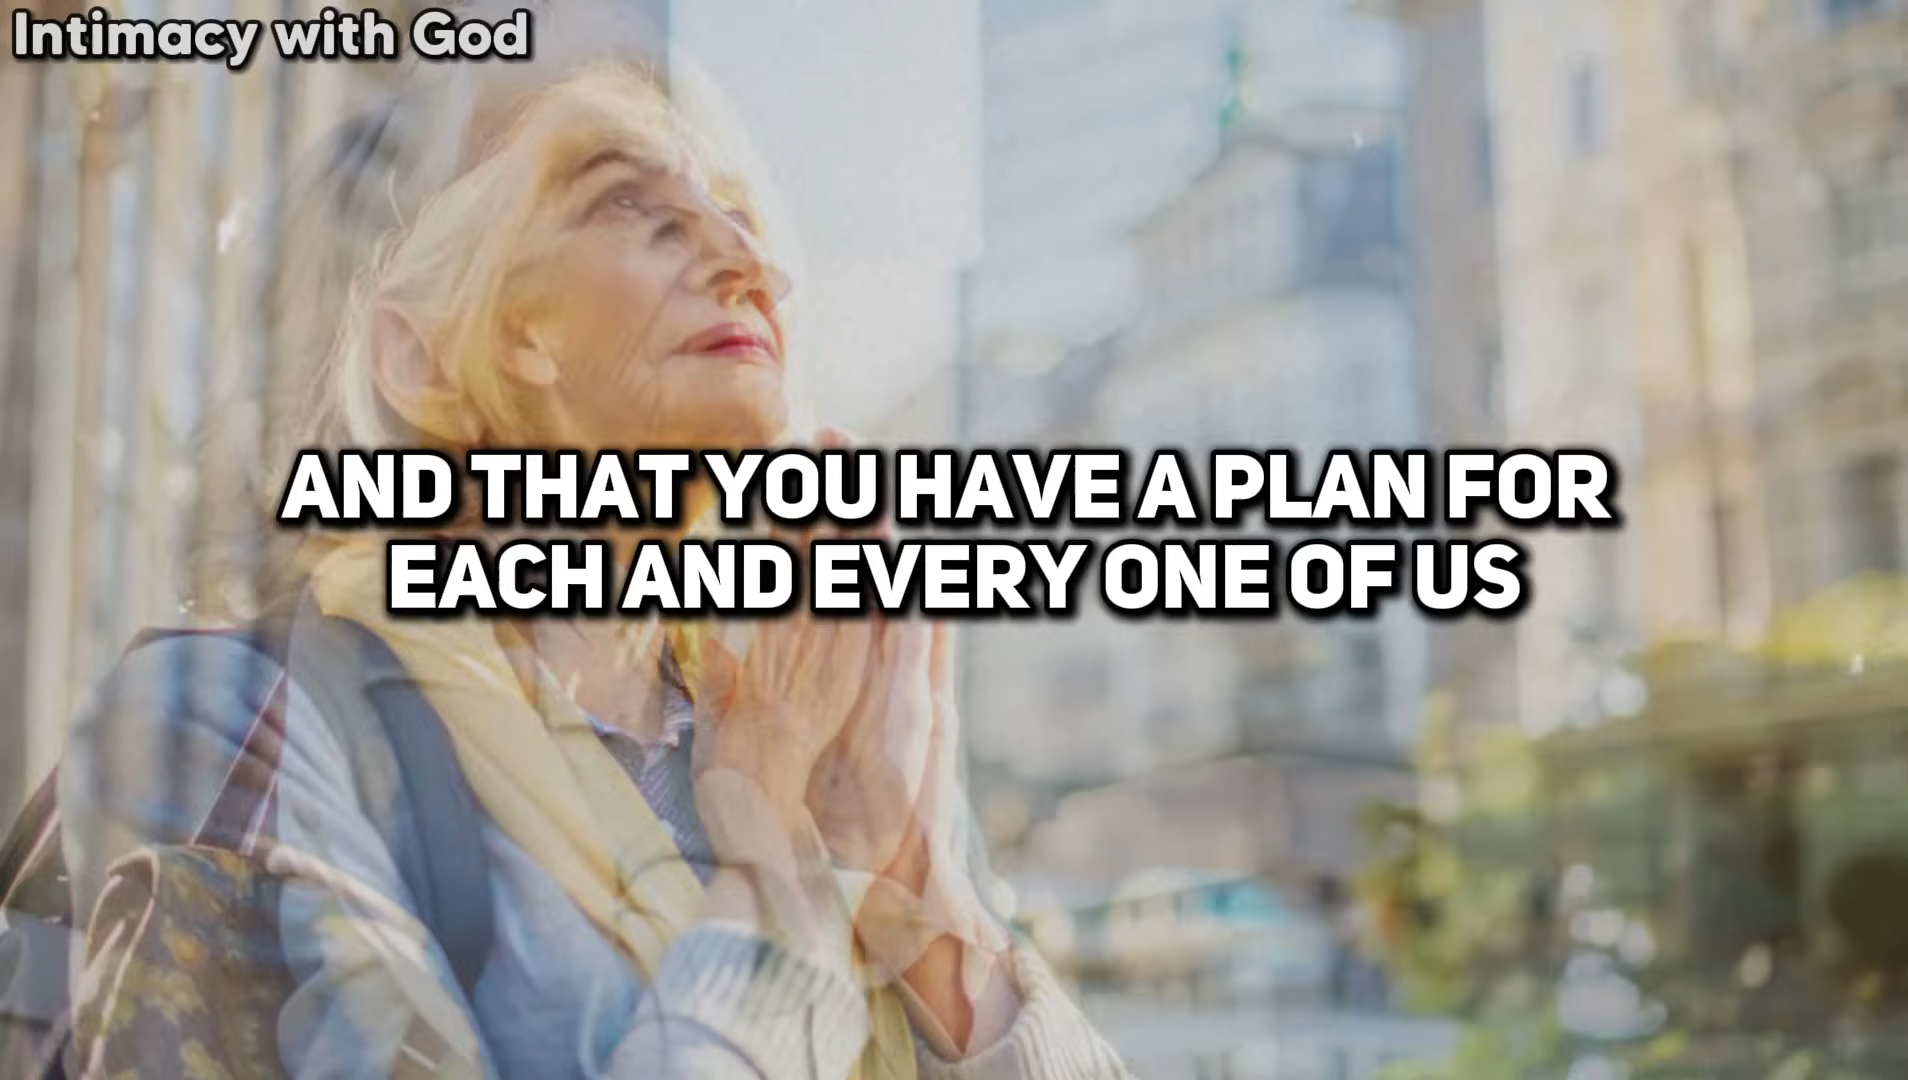 Intimacy with God
AND THAT YOU HAVE A PLAN FOR
EACH AND EVERY ONE OF US